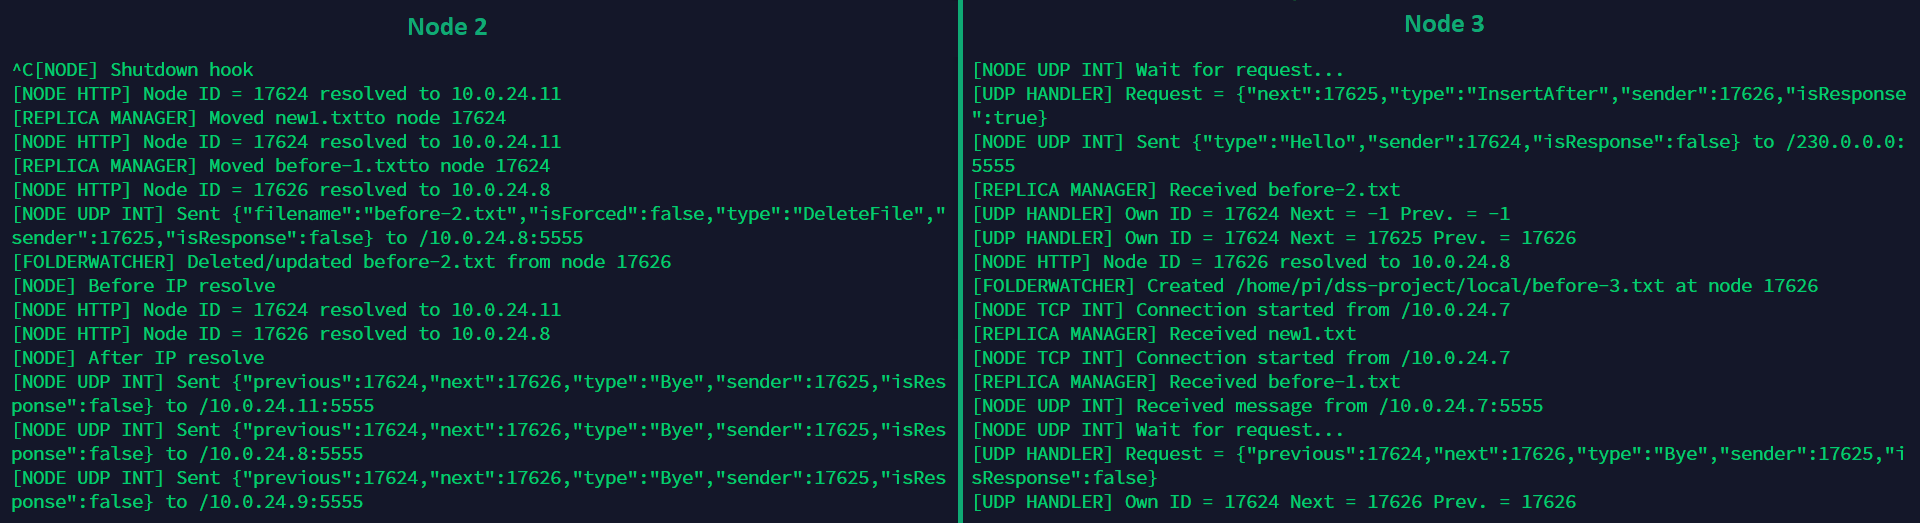 Node 2
^C[NODE] Shutdown hook
[NODE HTTP] Node ID = 17624 resolved to 10.0.24.11
[REPLICA MANAGER] Moved new1.txtto node 17624
[NODE HTTP] Node ID = 17624 resolved to 10.0.24.11
[REPLICA MANAGER] Moved before-1.txtto node 17624
[NODE HTTP] Node ID = 17626 resolved to 10.0.24.8
[NODE UDP INT] Sent {"filename":"before-2.txt","isForced":false,"type":"DeleteFile","
sender":17625,"isResponse":false} to /10.0.24.8:5555
[FOLDERWATCHER] Deleted/updated before-2.txt from node 17626
[NODE] Before IP resolve
[NODE HTTP] Node ID = 17624 resolved to 10.0.24.11
[NODE HTTP] Node ID = 17626 resolved to 10.0.24.8
[NODE] After IP resolve
[NODE UDP INT] Sent {"previous":17624,"next":17626,"type":"Bye","sender":17625,"isRes
ponse":false} to /10.0.24.11:5555
[NODE UDP INT] Sent {"previous":17624,"next":17626,"type":"Bye","sender":17625,"isRes
ponse":false} to /10.0.24.8:5555
[NODE UDP INT] Sent {"previous":17624,"next":17626,"type":"Bye","sender":17625,"isRes
ponse":false} to /10.0.24.9:5555
Node 3
[NODE UDP INT] Wait for request...
[UDP HANDLER] Request = {"next":17625,"type":"InsertAfter","sender":17626,"isResponse
":true}
[NODE UDP INT] Sent {"type":"Hello","sender":17624,"isResponse":false} to /230.0.0.0:
5555
[REPLICA MANAGER] Received before-2.txt
[UDP HANDLER] Own ID = 17624 Next = -1 Prev. = -1
[UDP HANDLER] Own ID = 17624 Next = 17625 Prev. = 17626
[NODE HTTP] Node ID = 17626 resolved to 10.0.24.8
[FOLDERWATCHER] Created /home/pi/dss-project/local/before-3.txt at node 17626
[NODE TCP INT] Connection started from /10.0.24.7
[REPLICA MANAGER] Received new1.txt
[NODE TCP INT] Connection started from /10.0.24.7
[REPLICA MANAGER] Received before-1.txt
[NODE UDP INT] Received message from /10.0.24.7:5555
[NODE UDP INT] Wait for request...
[UDP HANDLER] Request = {"previous":17624,"next":17626,"type":"Bye","sender":17625,"i
sResponse":false}
[UDP HANDLER] Own ID = 17624 Next = 17626 Prev. = 17626